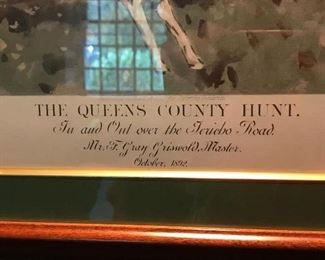 THE QUEENS COUNTY HUNT.
In and Out over the Jericho Road.
Mr. F. Gray Griswold, Master.
October, 1892.